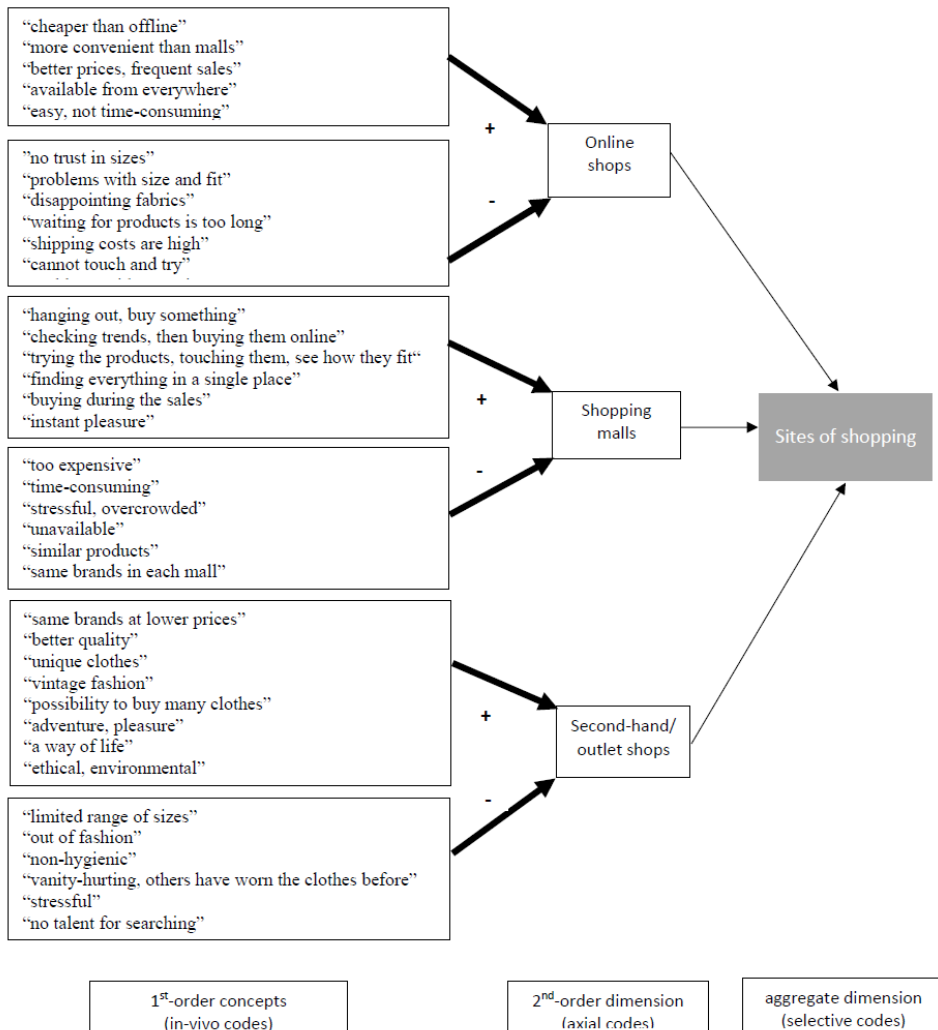 “cheaper than offline”
“more convenient than malls”
“better prices, frequent sales”
“available from everywhere”
“easy, not time-consuming”
+
Online
shops
”no trust in sizes”
“problems with size and fit”
“disappointing fabrics”
“waiting for products is too long”
“shipping costs are high”
“cannot touch and try”
-
“hanging out, buy something”
“checking trends, then buying them online”
“trying the products, touching them, see how they fit“
“finding everything in a single place”
“buying during the sales”
“instant pleasure”
+
Shopping
malls
Sites of shopping
“too expensive”
“time-consuming”
“stressful, overcrowded”
“unavailable”
“similar products”
“same brands in each mall”
-
“same brands at lower prices”
“better quality”
“unique clothes”
“vintage fashion”
“possibility to buy many clothes”
“adventure, pleasure”
“a way of life”
“ethical, environmental”
+
Second-hand/
outlet shops
-
“limited range of sizes”
“out of fashion”
“non-hygienic”
“vanity-hurting, others have worn the clothes before”
“stressful”
“no talent for searching”
1st-order concepts
(in-vivo codes)
2nd-order dimension
(axial codes)
aggregate dimension
(selective codes)